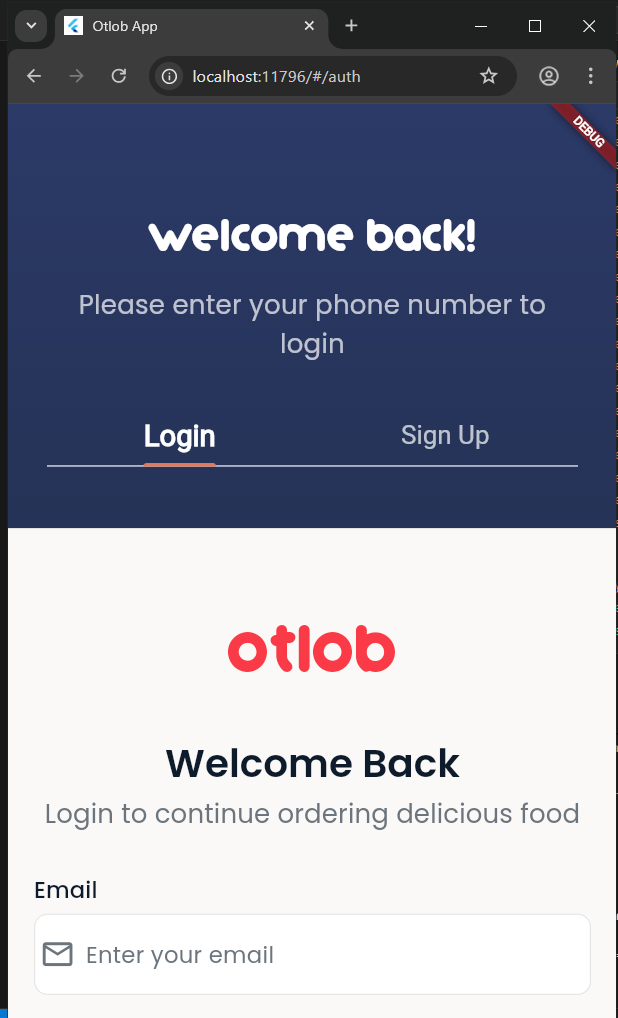 Otlob App
localhost:11796/#/auth
DEBUG
welcome back!
Please enter your phone number to
login
Login
Sign Up
otlob
Welcome Back
Login to continue ordering delicious food
Email
Enter your email